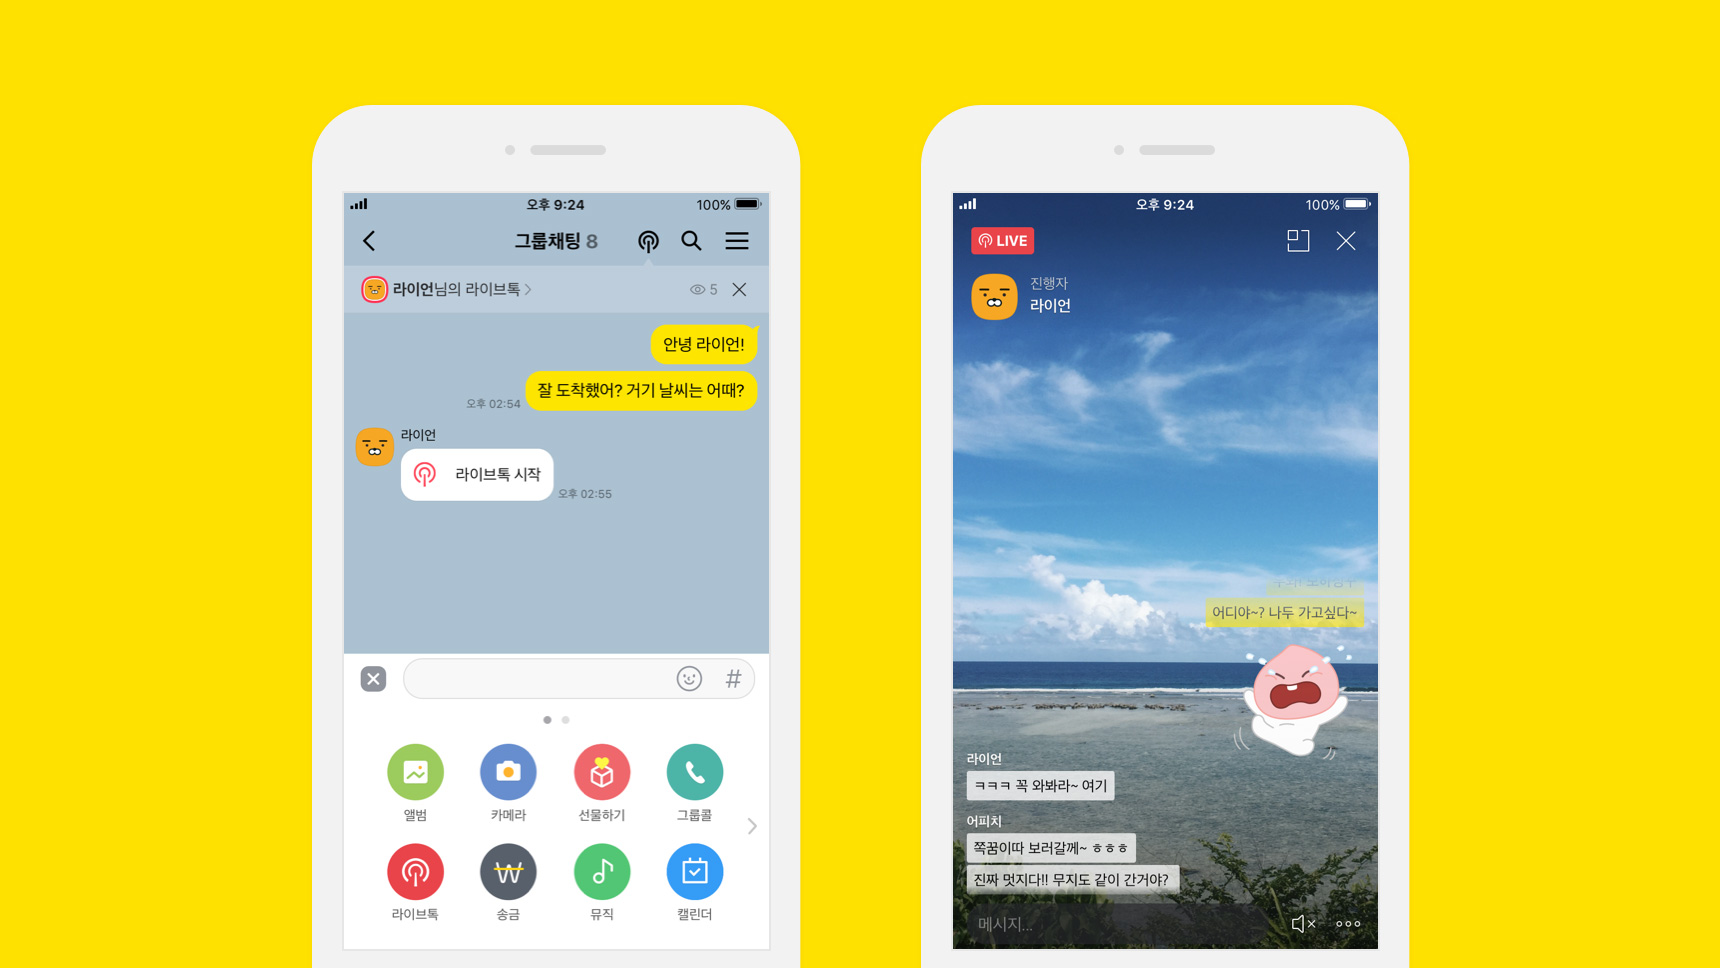 오후 9:24
100%
그룹채팅 8
라이언님의 라이브톡
5
안녕 라이언!
잘 도착했어? 거기 날씨는 어때?
오후 02:54
라이언
라이브톡 시작
오후 02:55
#
앨범
카메라
선물하기
그룹콜
라이브톡
송금
뮤직
캘린더
오후 9:24
100%
LIVE
진행자
라이언
어디야~? 나두 가고싶다~
라이언
ㅋㅋㅋ 꼭 와봐라~ 여기
어피치
쪽꿈이따 보러갈께~ ㅎㅎㅎ
진짜 멋지다!! 무지도 같이 간거야?
메시지...